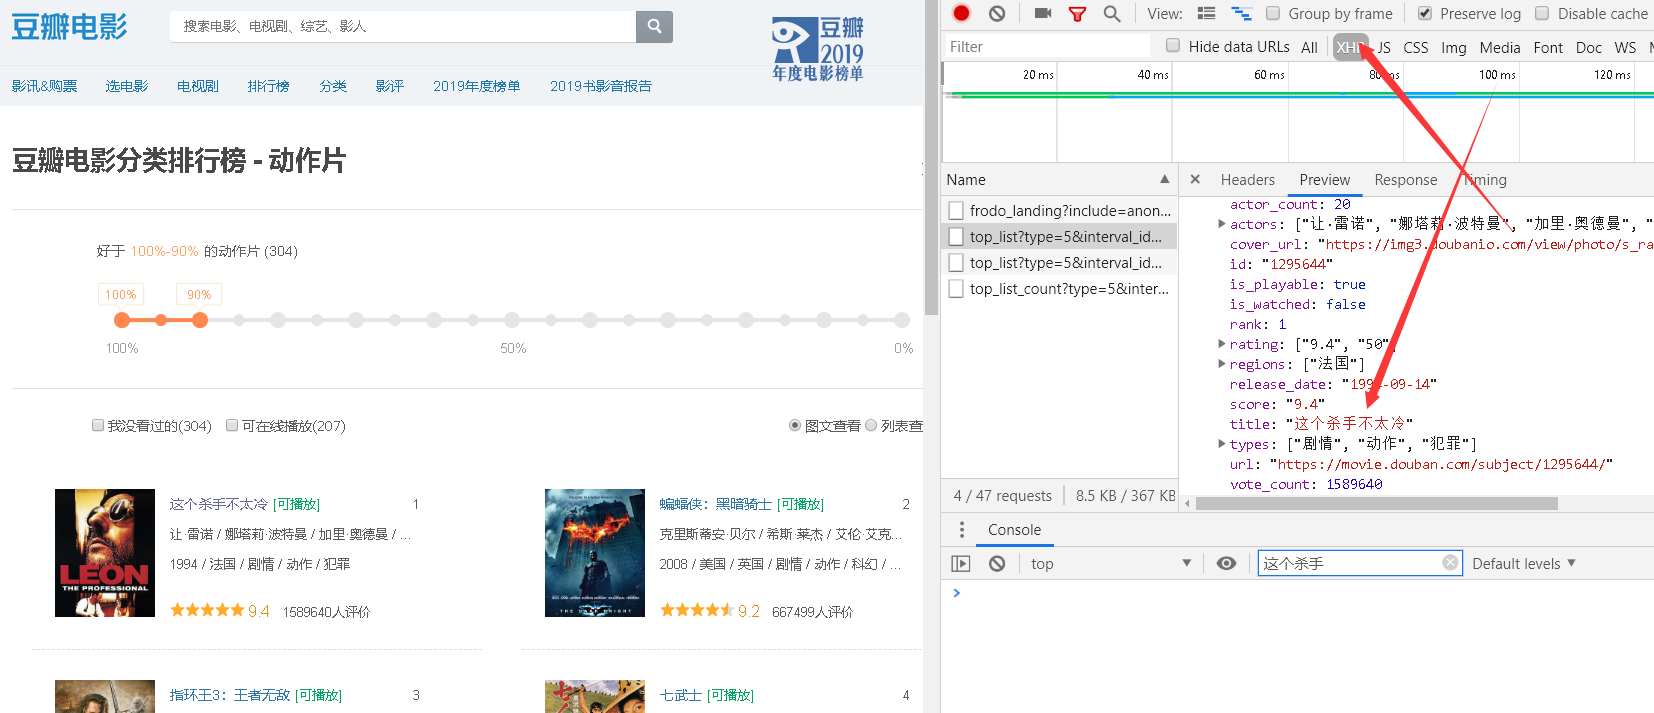 豆瓣电影
搜索电影、电视剧、综艺、影人
豆瓣
2019
年度电影榜单
影讯&购票 选电影 电视剧 排行榜 分类 影评 2019年度榜单 2019书影音报告
豆瓣电影分类排行榜 - 动作片
好于 100%-90% 的动作片 (304)
100% 90%
100% 50% 0%
我没看过的(304) 可在线播放(207) 图文查看 列表查
这个杀手不太冷 [可播放] 1
让·雷诺 / 娜塔莉·波特曼 / 加里·奥德曼 / ...
1994 / 法国 / 剧情 / 动作 / 犯罪
9.4 1589640人评价
LEON
THE PROFESSIONAL
蝙蝠侠：黑暗骑士 [可播放] 2
克里斯蒂安·贝尔 / 希斯·莱杰 / 艾伦·艾克...
2008 / 美国 / 英国 / 剧情 / 动作 / 科幻 / ...
9.2 667499人评价
THE DARK KNIGHT
指环王3：王者无敌 [可播放] 3
七武士 [可播放] 4
View: Group by frame Preserve log Disable cache
Filter Hide data URLs All XHR JS CSS Img Media Font Doc WS
20 ms 40 ms 60 ms 80 ms 100 ms 120 ms
Name
frodo_landing?include=anon...
top_list?type=5&interval_id...
top_list?type=5&interval_id...
top_list_count?type=5&inter...
4 / 47 requests 8.5 KB / 367 KB
Headers Preview Response Timing
actor_count: 20
actors: ["让·雷诺", "娜塔莉·波特曼", "加里·奥德曼", "
cover_url: "https://img3.doubanio.com/view/photo/s_ra
id: "1295644"
is_playable: true
is_watched: false
rank: 1
rating: ["9.4", "50"]
regions: ["法国"]
release_date: "1994-09-14"
score: "9.4"
title: "这个杀手不太冷"
types: ["剧情", "动作", "犯罪"]
url: "https://movie.douban.com/subject/1295644/"
vote_count: 1589640
Console
top 这个杀手 Default levels